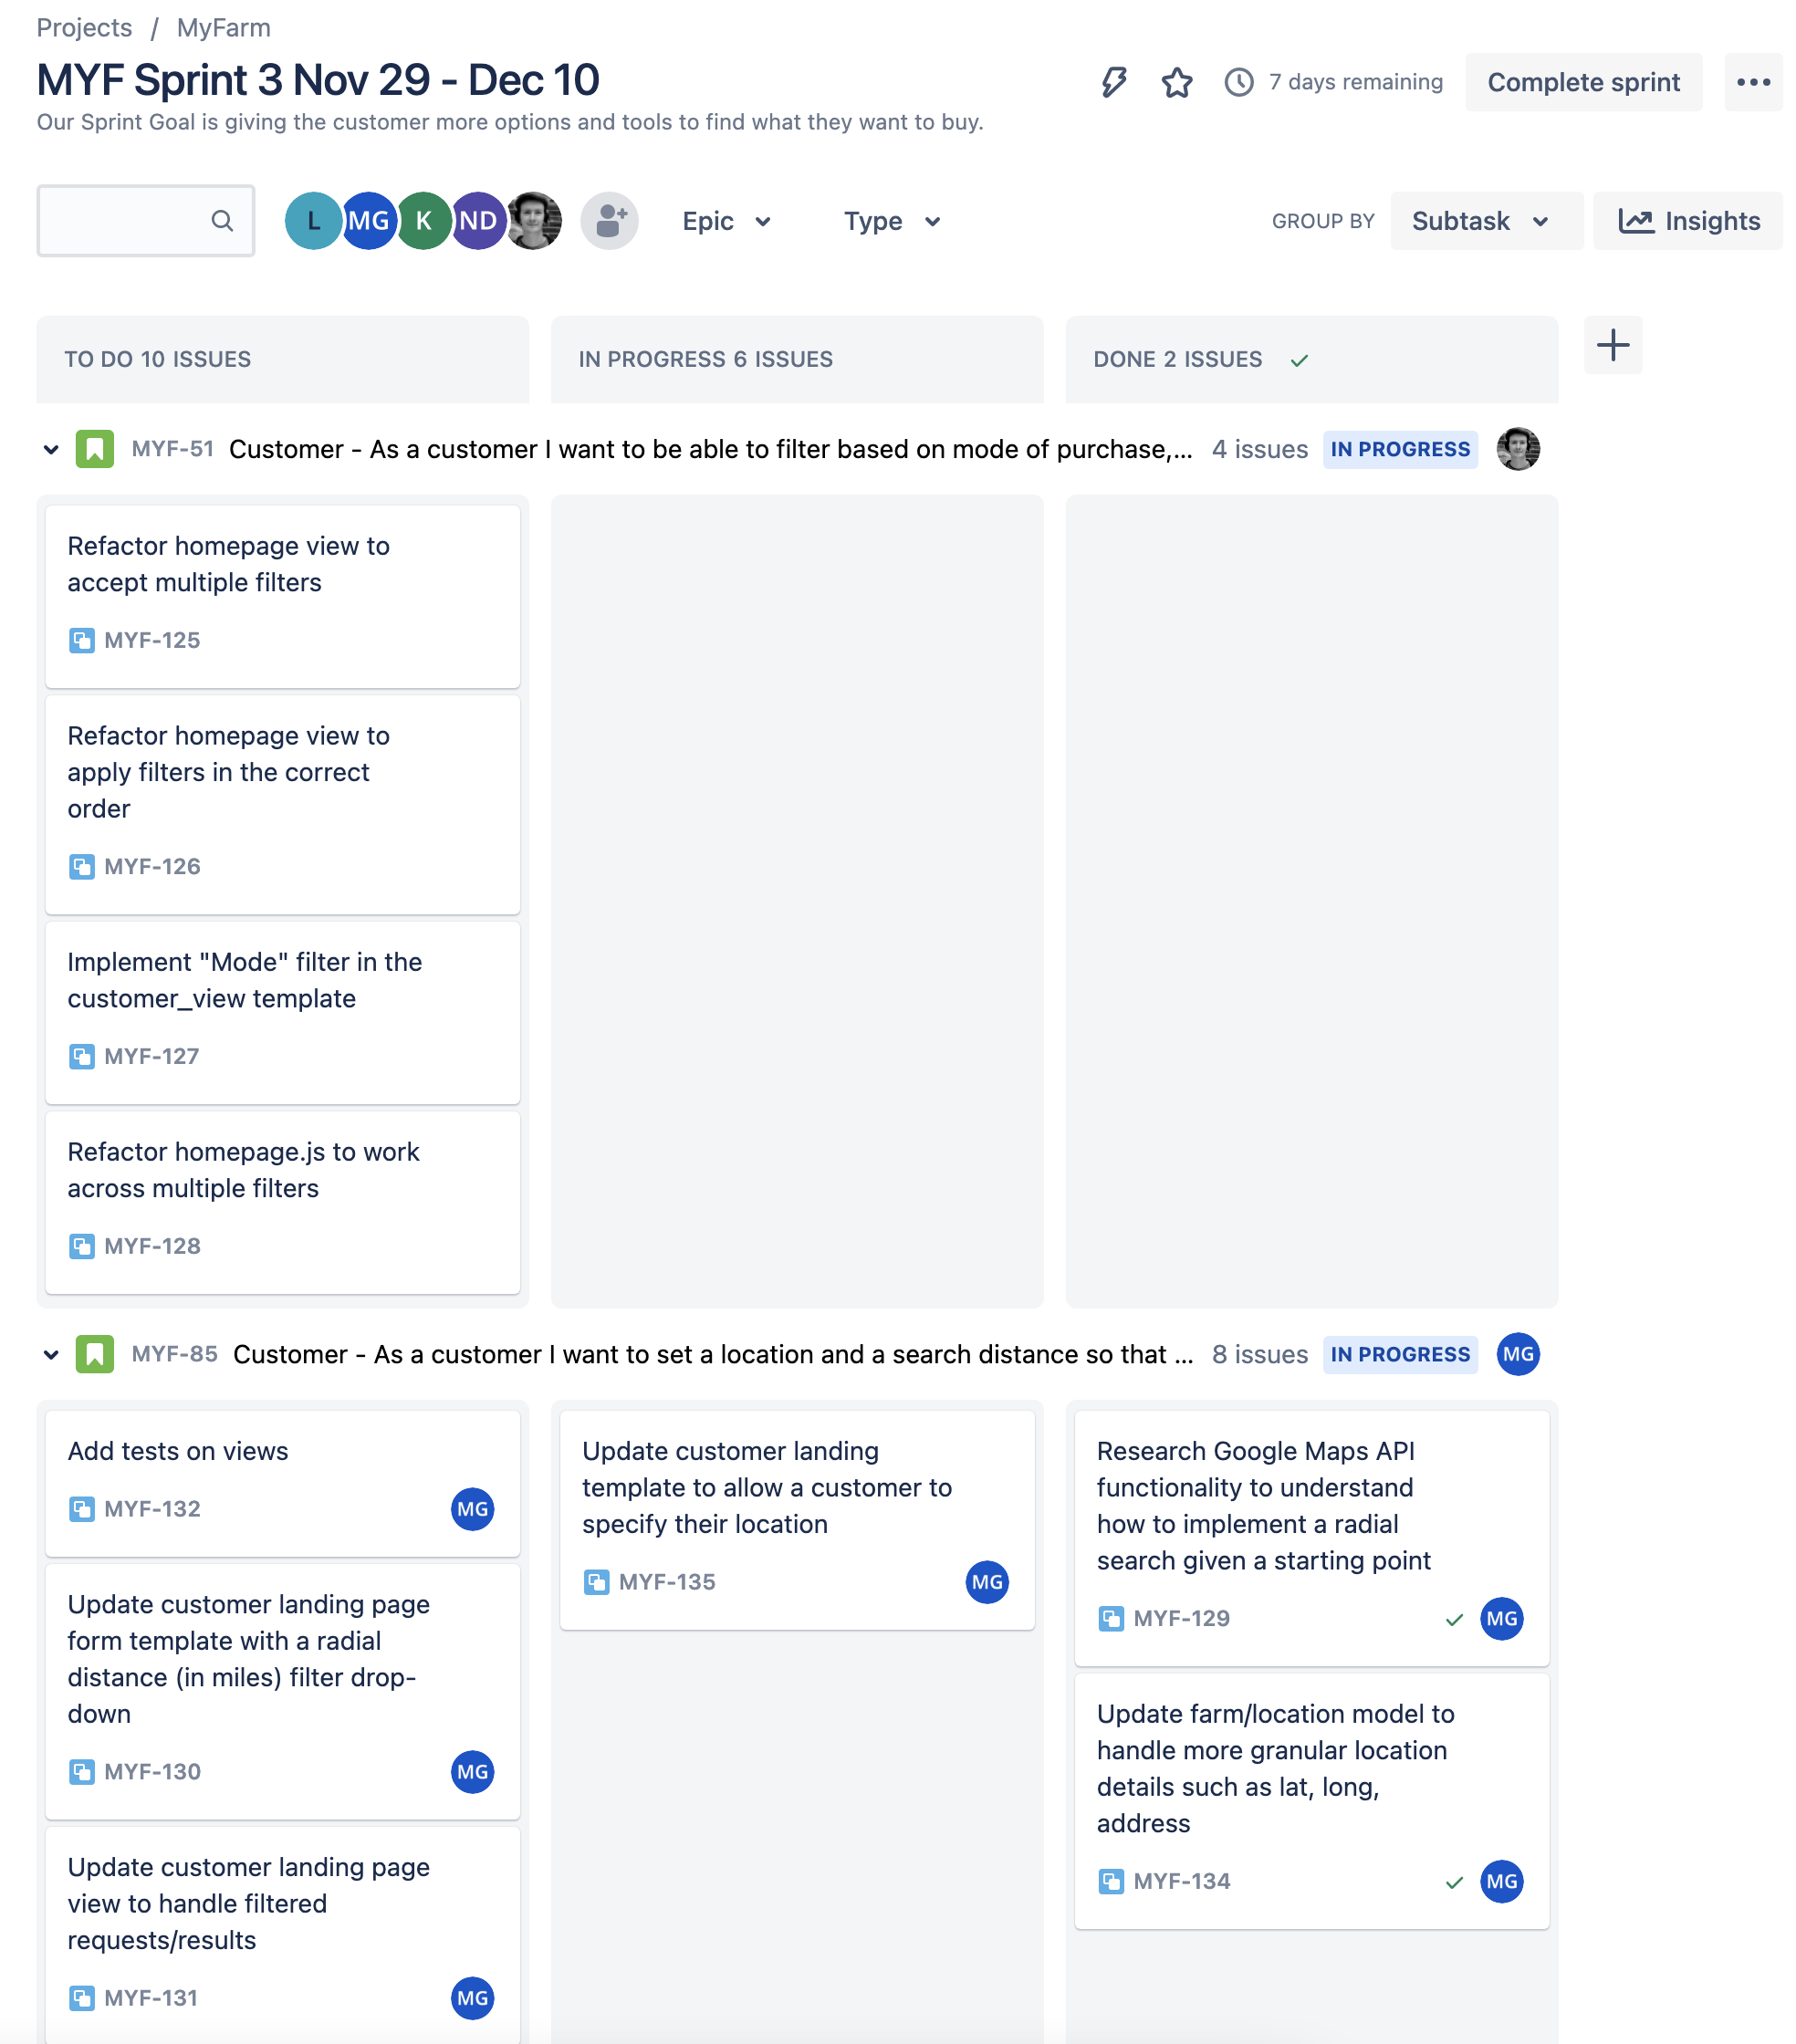 Projects / MyFarm
MYF Sprint 3 Nov 29 - Dec 10
7 days remaining
Complete sprint
Our Sprint Goal is giving the customer more options and tools to find what they want to buy.
L MG K ND
Epic
Type
GROUP BY
Subtask
Insights
TO DO 10 ISSUES
IN PROGRESS 6 ISSUES
DONE 2 ISSUES
MYF-51 Customer - As a customer I want to be able to filter based on mode of purchase,... 4 issues IN PROGRESS
Refactor homepage view to
accept multiple filters
MYF-125
Refactor homepage view to
apply filters in the correct
order
MYF-126
Implement "Mode" filter in the
customer_view template
MYF-127
Refactor homepage.js to work
across multiple filters
MYF-128
MYF-85 Customer - As a customer I want to set a location and a search distance so that ... 8 issues IN PROGRESS MG
Add tests on views
MYF-132 MG
Update customer landing page
form template with a radial
distance (in miles) filter drop-
down
MYF-130 MG
Update customer landing page
view to handle filtered
requests/results
MYF-131 MG
Update customer landing
template to allow a customer to
specify their location
MYF-135 MG
Research Google Maps API
functionality to understand
how to implement a radial
search given a starting point
MYF-129 MG
Update farm/location model to
handle more granular location
details such as lat, long,
address
MYF-134 MG